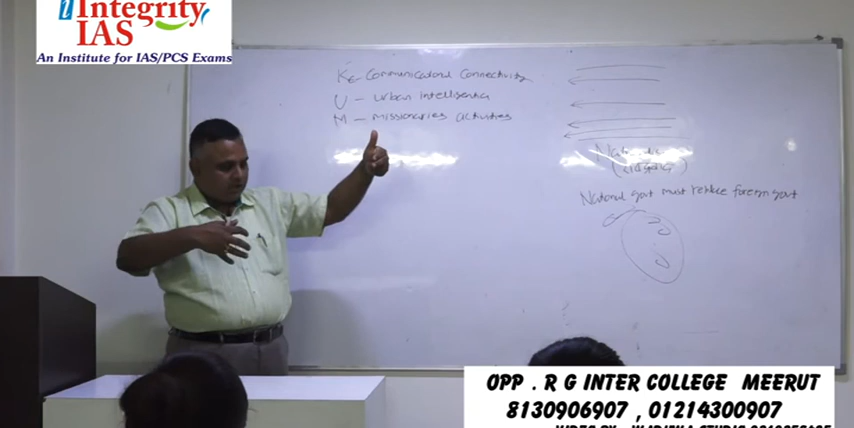 iIntegrity
IAS
An Institute for IAS/PCS Exams
Communication Connectivity
U - urban intelligentia
M - Missionaries activities
National govt must replace foreign govt
OPP . R G INTER COLLEGE MEERUT
8130906907 , 01214300907